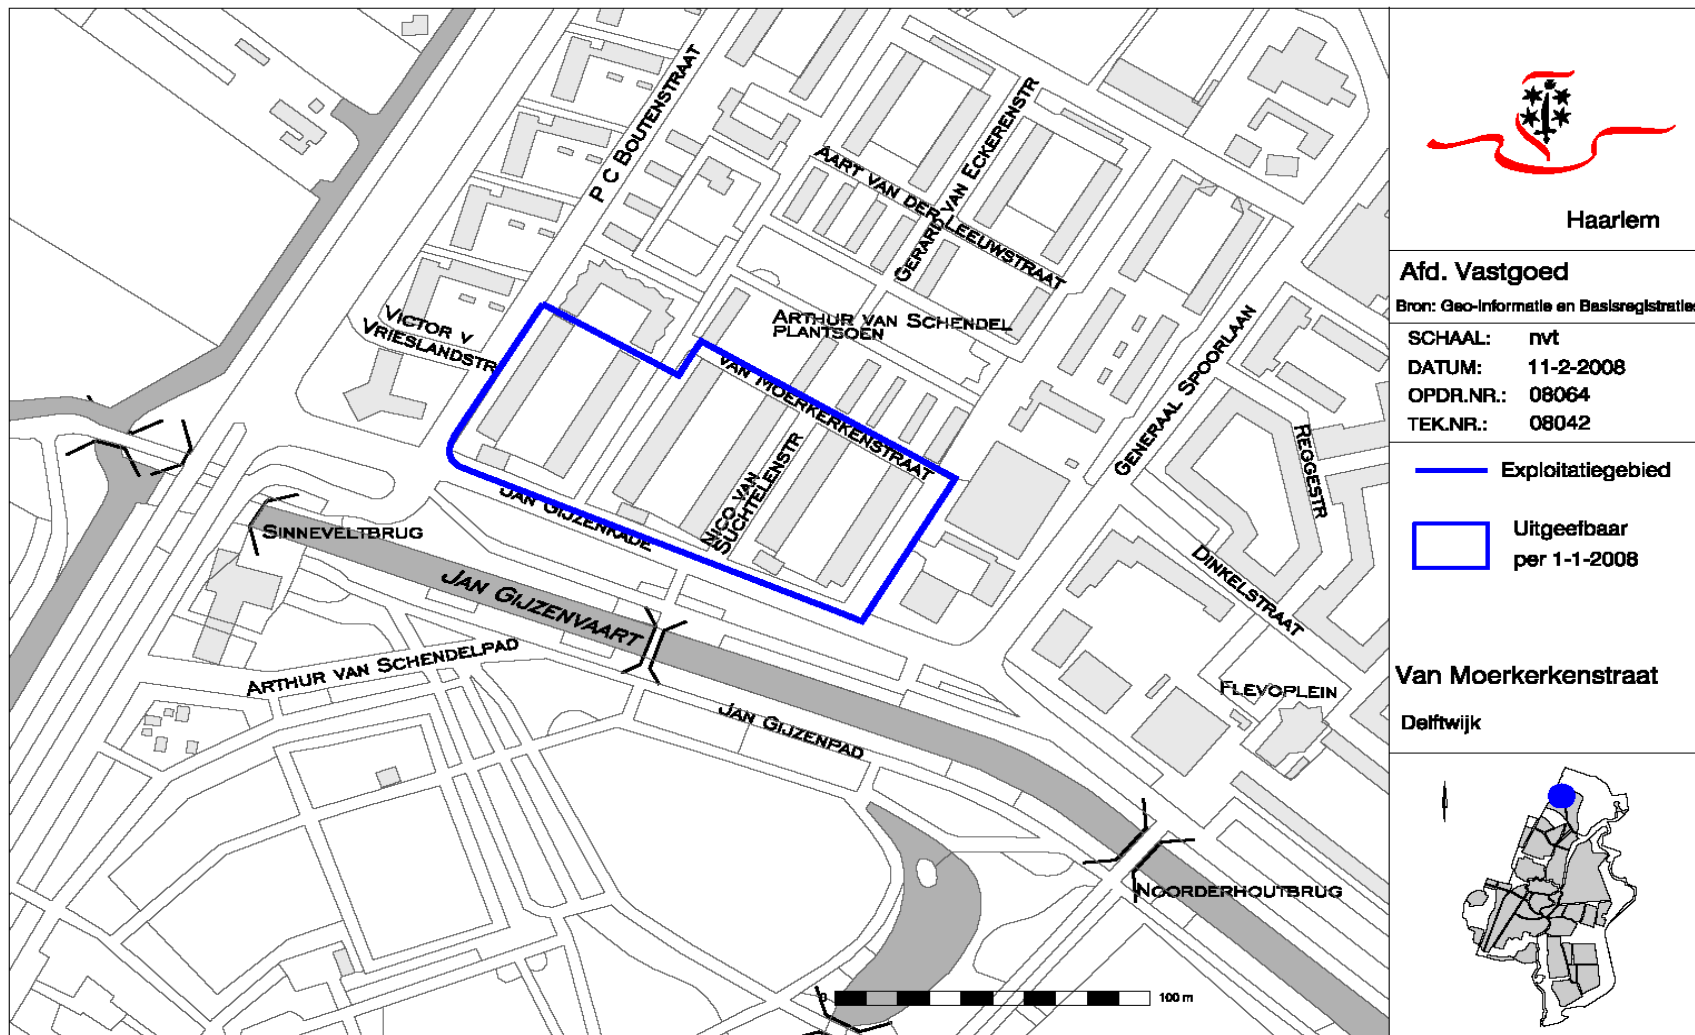 P C BOUTENSTRAAT
GERARD VAN ECKERENSTR
AART VAN DER LEEUWSTRAAT
VICTOR V
VRIESLANDSTR
ARTHUR VAN SCHENDEL
PLANTSOEN
VAN MOERKERKENSTRAAT
GENERAAL SPOORLAAN
REGGESTR
NICO VAN
SUCHTELENSTR
JAN GIJZENKADE
SINNEVELTBRUG
JAN GIJZENVAART
DINKELSTRAAT
ARTHUR VAN SCHENDELPAD
FLEVOPLEIN
JAN GIJZENPAD
NOORDERHOUTBRUG
0 100 m
Haarlem
Afd. Vastgoed
Bron: Geo-informatie en Basisregistraties
SCHAAL: nvt
DATUM: 11-2-2008
OPDR.NR.: 08064
TEK.NR.: 08042
Exploitatiegebied
Uitgeefbaar
per 1-1-2008
Van Moerkerkenstraat
Delftwijk